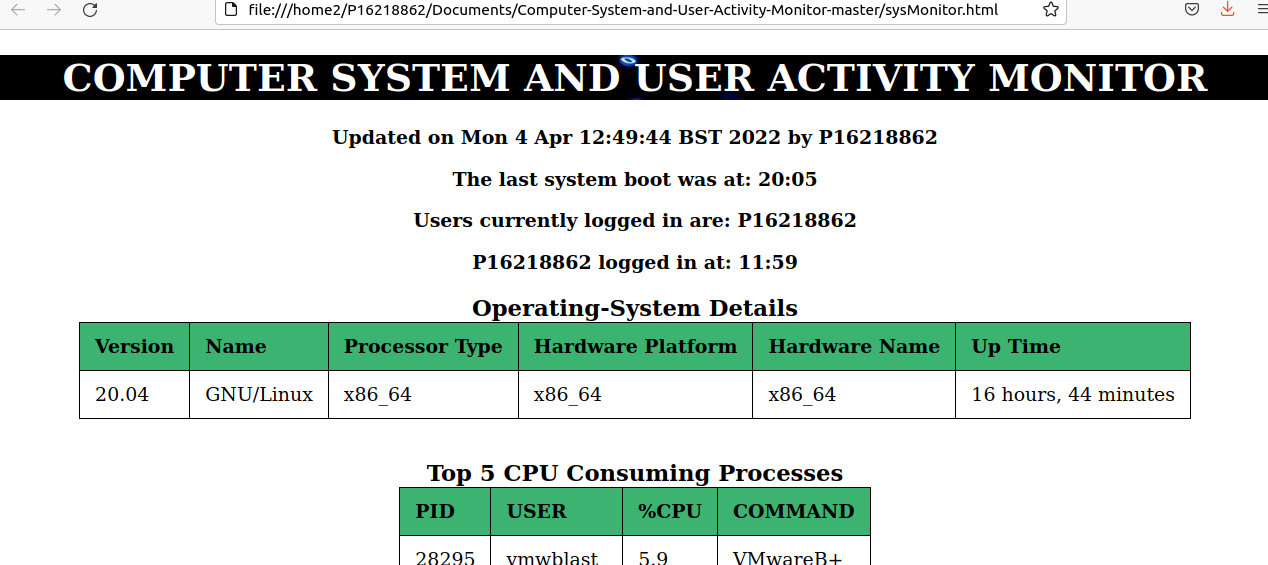 file:///home2/P16218862/Documents/Computer-System-and-User-Activity-Monitor-master/sysMonitor.html
COMPUTER SYSTEM AND USER ACTIVITY MONITOR
Updated on Mon 4 Apr 12:49:44 BST 2022 by P16218862
The last system boot was at: 20:05
Users currently logged in are: P16218862
P16218862 logged in at: 11:59
Operating-System Details
Version Name Processor Type Hardware Platform Hardware Name Up Time
20.04 GNU/Linux x86_64 x86_64 x86_64 16 hours, 44 minutes
Top 5 CPU Consuming Processes
PID USER %CPU COMMAND
28295 vmwblast 5.9 VMwareB+